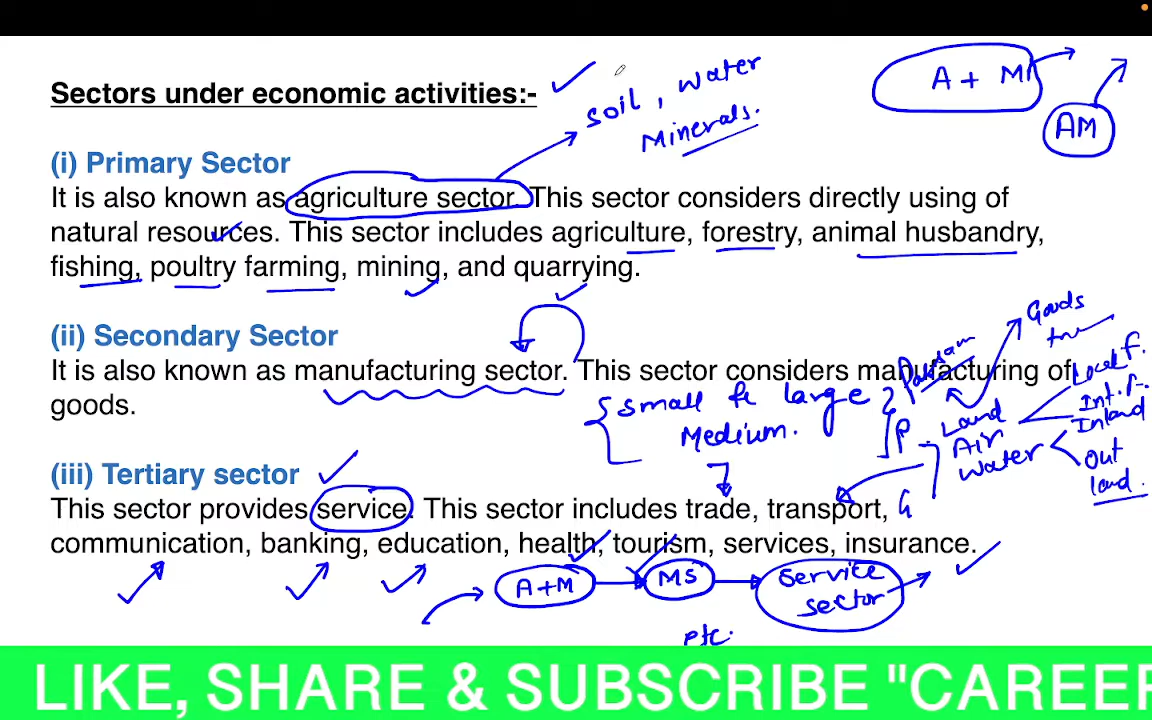 Sectors under economic activities:-
soil, water
Minerals.
A + M
AM
(i) Primary Sector
It is also known as agriculture sector. This sector considers directly using of
natural resources. This sector includes agriculture, forestry, animal husbandry,
fishing, poultry farming, mining, and quarrying.
(ii) Secondary Sector
It is also known as manufacturing sector. This sector considers manufacturing of
goods.
small & large
Medium.
Goods
Land
Air
Water
Local f.
Int. f.
Inland
Out
land.
P
G
(iii) Tertiary sector
This sector provides service. This sector includes trade, transport,
communication, banking, education, health, tourism, services, insurance.
A+M
MS
Service
sector
etc.
LIKE, SHARE & SUBSCRIBE "CAREER